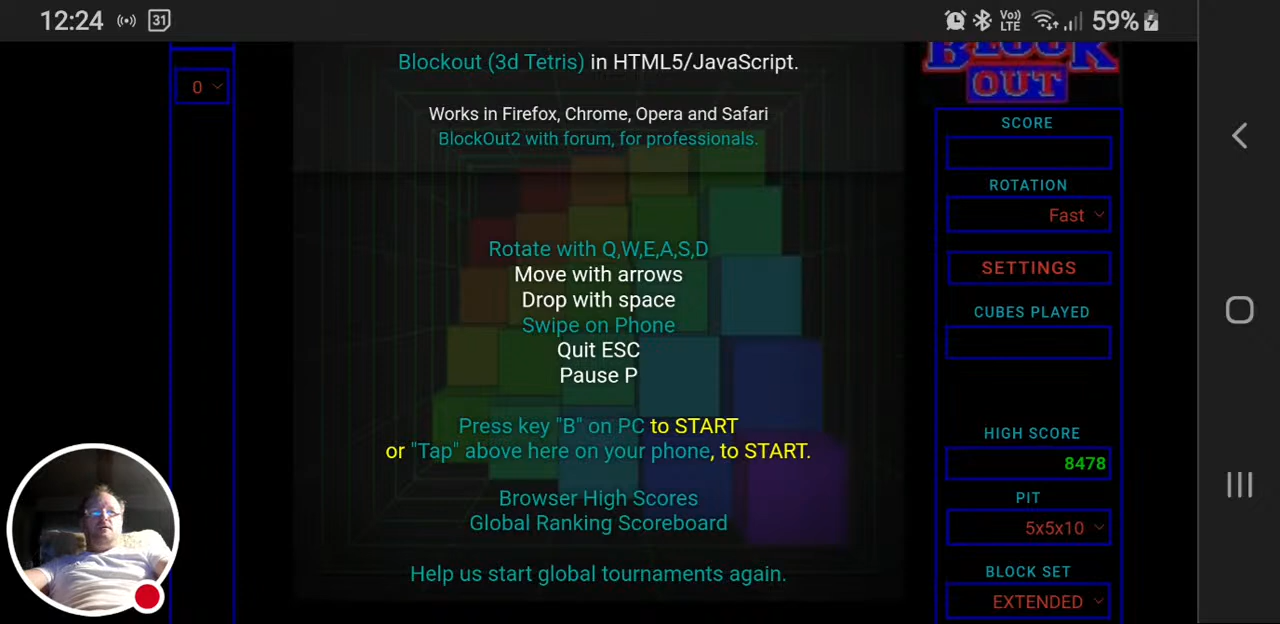 12:24 31 Vo)) LTE 59%
0
Blockout (3d Tetris) in HTML5/JavaScript.
Works in Firefox, Chrome, Opera and Safari
BlockOut2 with forum, for professionals.
Rotate with Q,W,E,A,S,D
Move with arrows
Drop with space
Swipe on Phone
Quit ESC
Pause P
Press key "B" on PC to START
or "Tap" above here on your phone, to START.
Browser High Scores
Global Ranking Scoreboard
Help us start global tournaments again.
BLOCK
OUT
SCORE
ROTATION
Fast
SETTINGS
CUBES PLAYED
HIGH SCORE
8478
PIT
5x5x10
BLOCK SET
EXTENDED